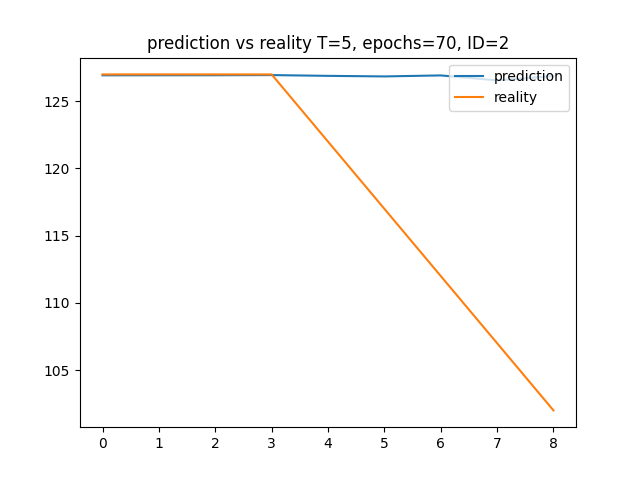 prediction vs reality T=5, epochs=70, ID=2
prediction
reality
125
120
115
110
105
0 1 2 3 4 5 6 7 8